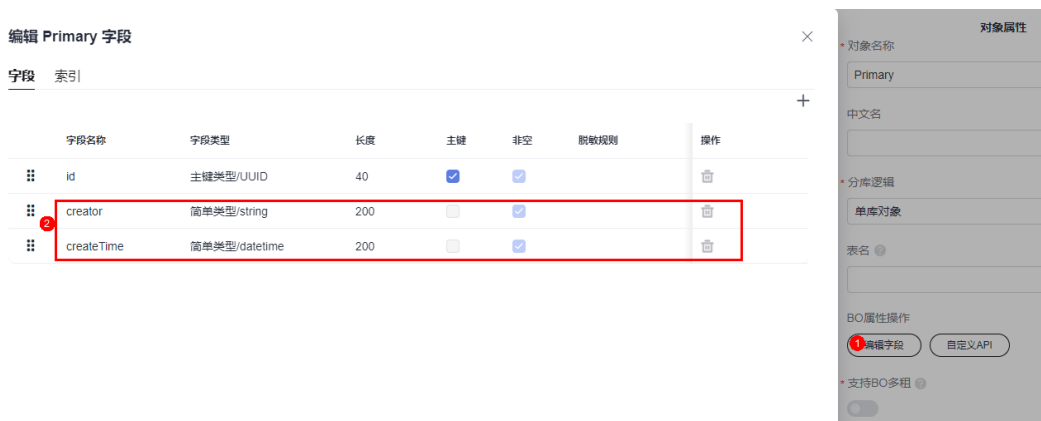 编辑 Primary 字段
字段 索引
字段名称 字段类型 长度 主键 非空 脱敏规则 操作
id 主键类型/UUID 40
creator 简单类型/string 200
2
createTime 简单类型/datetime 200
对象属性
* 对象名称
Primary
中文名
* 分库逻辑
单库对象
表名
BO属性操作
1 编辑字段 自定义API
* 支持BO多租